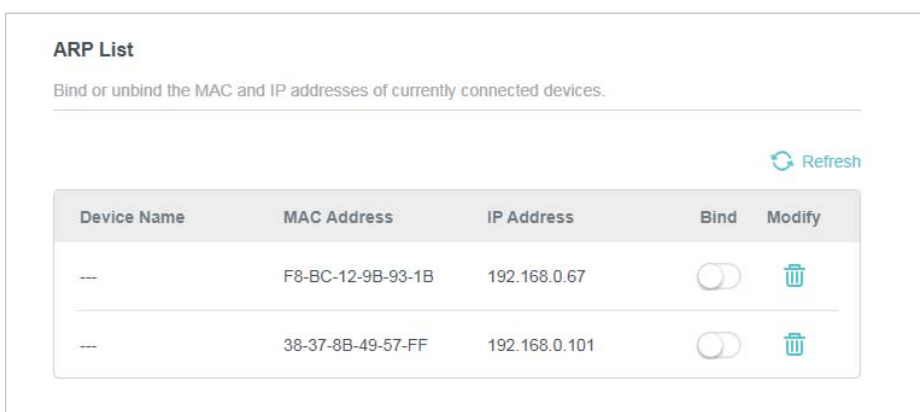 ARP List
Bind or unbind the MAC and IP addresses of currently connected devices.
Refresh
Device Name MAC Address IP Address Bind Modify
--- F8-BC-12-9B-93-1B 192.168.0.67
--- 38-37-8B-49-57-FF 192.168.0.101